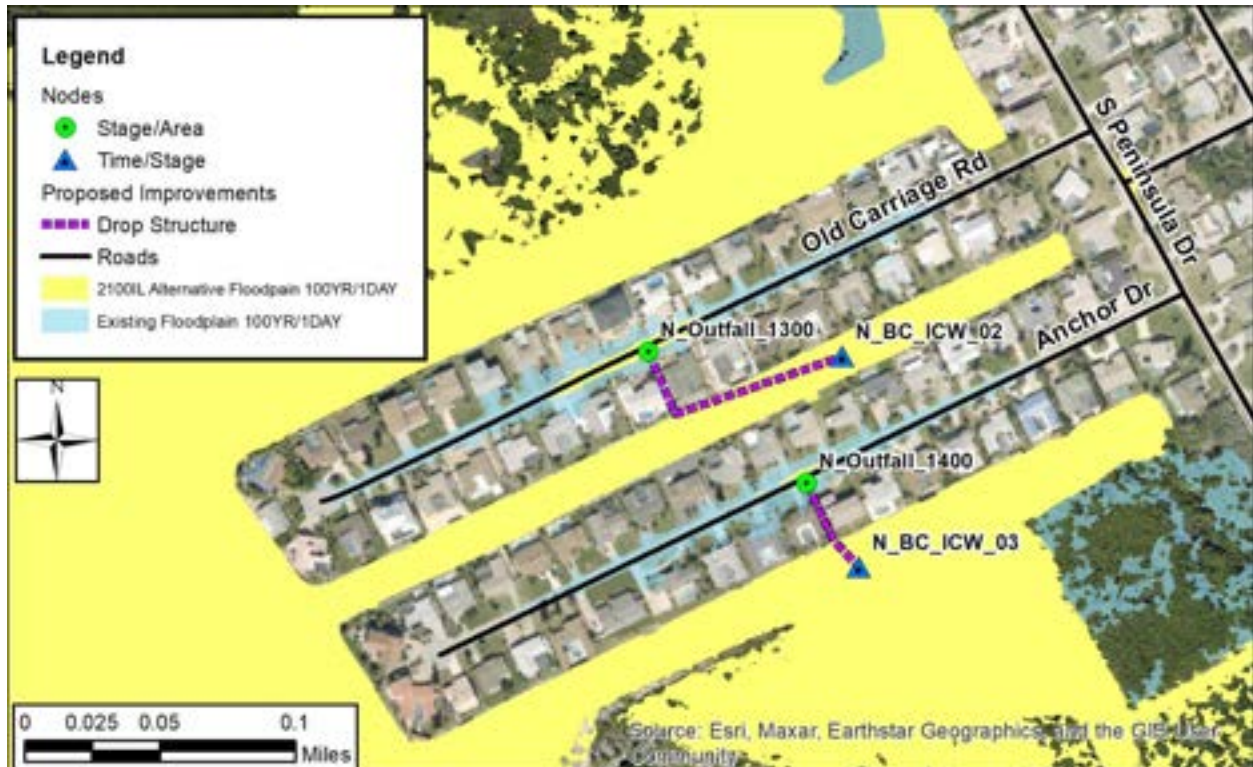 Legend
Nodes
Stage/Area
Time/Stage
Proposed Improvements
Drop Structure
Roads
2100IL Alternative Floodpain 100YR/1DAY
Existing Floodplain 100YR/1DAY
N
S Peninsula Dr
Old Carriage Rd
Anchor Dr
N_Outfall_1300
N_BC_ICW_02
N_Outfall_1400
N_BC_ICW_03
0 0.025 0.05 0.1
Miles
Source: Esri, Maxar, Earthstar Geographics, and the GIS User
Community